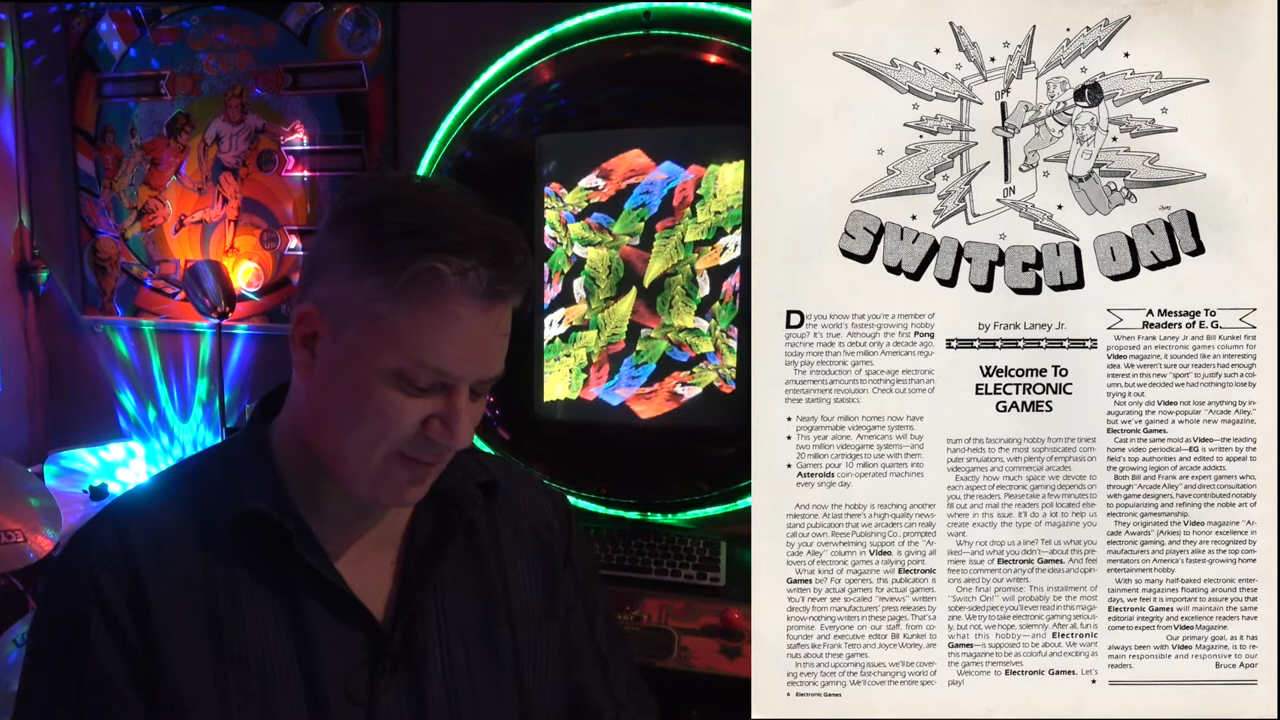 OFF
ON
SWITCH ON!
Did you know that you're a member of
the world's fastest-growing hobby
group? It's true. Although the first Pong
machine made its debut only a decade ago,
today more than five million Americans regu-
larly play electronic games.
The introduction of space-age electronic
amusements amounts to nothing less than an
entertainment revolution. Check out some of
these startling statistics:
★ Nearly four million homes now have
programmable videogame systems.
★ This year alone, Americans will buy
two million videogame systems—and
20 million cartridges to use with them.
★ Gamers pour 10 million quarters into
Asteroids coin-operated machines
every single day.
And now the hobby is reaching another
milestone. At last there's a high-quality news-
stand publication that we arcaders can really
call our own. Reese Publishing Co., prompted
by your overwhelming support of the "Ar-
cade Alley" column in Video, is giving all
lovers of electronic games a rallying point.
What kind of magazine will Electronic
Games be? For openers, this publication is
written by actual gamers for actual gamers.
You'll never see so-called "reviews" written
directly from manufacturers' press releases by
know-nothing writers in these pages. That's a
promise. Everyone on our staff, from co-
founder and executive editor Bill Kunkel to
staffers like Frank Tetro and Joyce Worley, are
nuts about these games.
In this and upcoming issues, we'll be cover-
ing every facet of the fast-changing world of
electronic gaming. We'll cover the entire spec-
6 Electronic Games
by Frank Laney Jr.
Welcome To
ELECTRONIC
GAMES
trum of this fascinating hobby from the tiniest
hand-helds to the most sophisticated com-
puter simulations, with plenty of emphasis on
videogames and commercial arcades.
Exactly how much space we devote to
each aspect of electronic gaming depends on
you, the readers. Please take a few minutes to
fill out and mail the readers poll located else-
where in this issue. It'll do a lot to help us
create exactly the type of magazine you
want.
Why not drop us a line? Tell us what you
liked—and what you didn't—about this pre-
miere issue of Electronic Games. And feel
free to comment on any of the ideas and opin-
ions aired by our writers.
One final promise: This installment of
"Switch On!" will probably be the most
sober-sided piece you'll ever read in this maga-
zine. We try to take electronic gaming serious-
ly, but not, we hope, solemnly. After all, fun is
what this hobby—and Electronic
Games—is supposed to be about. We want
this magazine to be as colorful and exciting as
the games themselves.
Welcome to Electronic Games. Let's
play! ★
A Message To
Readers of E. G.
When Frank Laney Jr and Bill Kunkel first
proposed an electronic games column for
Video magazine, it sounded like an interesting
idea. We weren't sure our readers had enough
interest in this new "sport" to justify such a col-
umn, but we decided we had nothing to lose by
trying it out.
Not only did Video not lose anything by in-
augurating the now-popular "Arcade Alley,"
but we've gained a whole new magazine,
Electronic Games.
Cast in the same mold as Video—the leading
home video periodical—EG is written by the
field's top authorities and edited to appeal to
the growing legion of arcade addicts.
Both Bill and Frank are expert gamers who,
through "Arcade Alley" and direct consultation
with game designers, have contributed notably
to popularizing and refining the noble art of
electronic gamesmanship.
They originated the Video magazine "Ar-
cade Awards" (Arkies) to honor excellence in
electronic gaming, and they are recognized by
maufacturers and players alike as the top com-
mentators on America's fastest-growing home
entertainment hobby.
With so many half-baked electronic enter-
tainment magazines floating around these
days, we feel it is important to assure you that
Electronic Games will maintain the same
editorial integrity and excellence readers have
come to expect from Video Magazine.
Our primary goal, as it has
always been with Video Magazine, is to re-
main responsible and responsive to our
readers. Bruce Apar